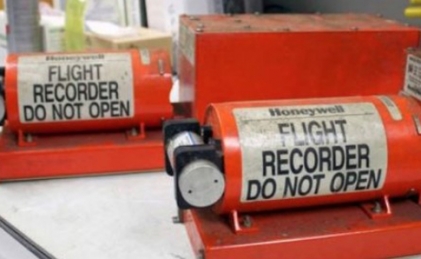 Honeywell
FLIGHT
RECORDER
DO NOT OPEN
Honeywell
FLIGHT
RECORDER
DO NOT OPEN